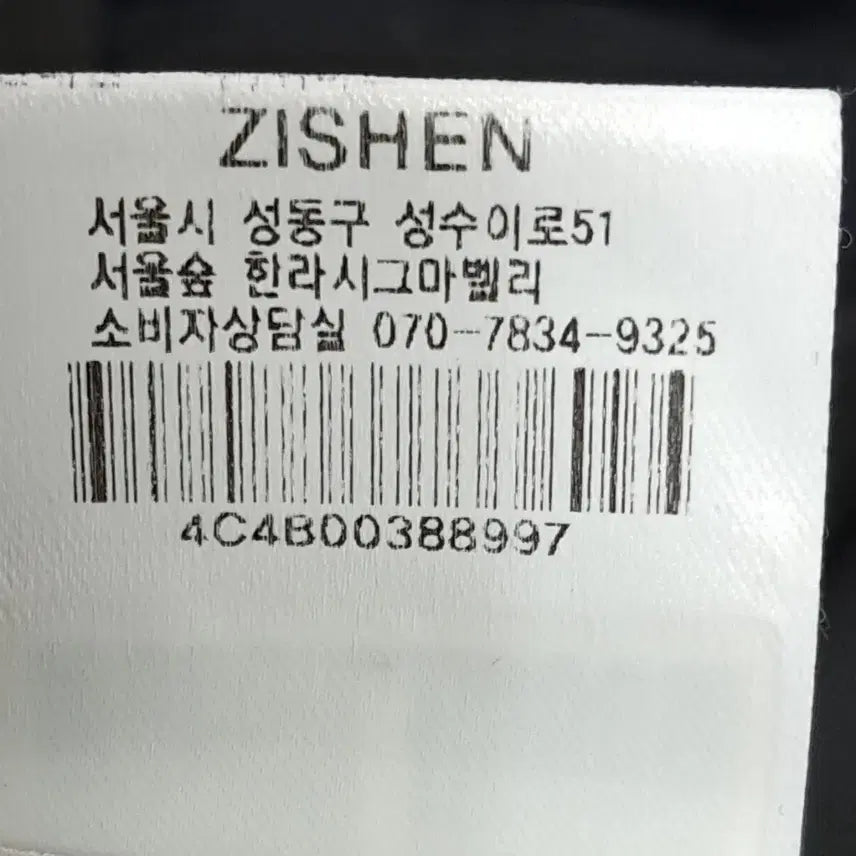 ZISHEN
서울시 성동구 성수이로51
서울숲 한라시그마벨리
소비자상담실 070-7834-9325
4C4B00388997